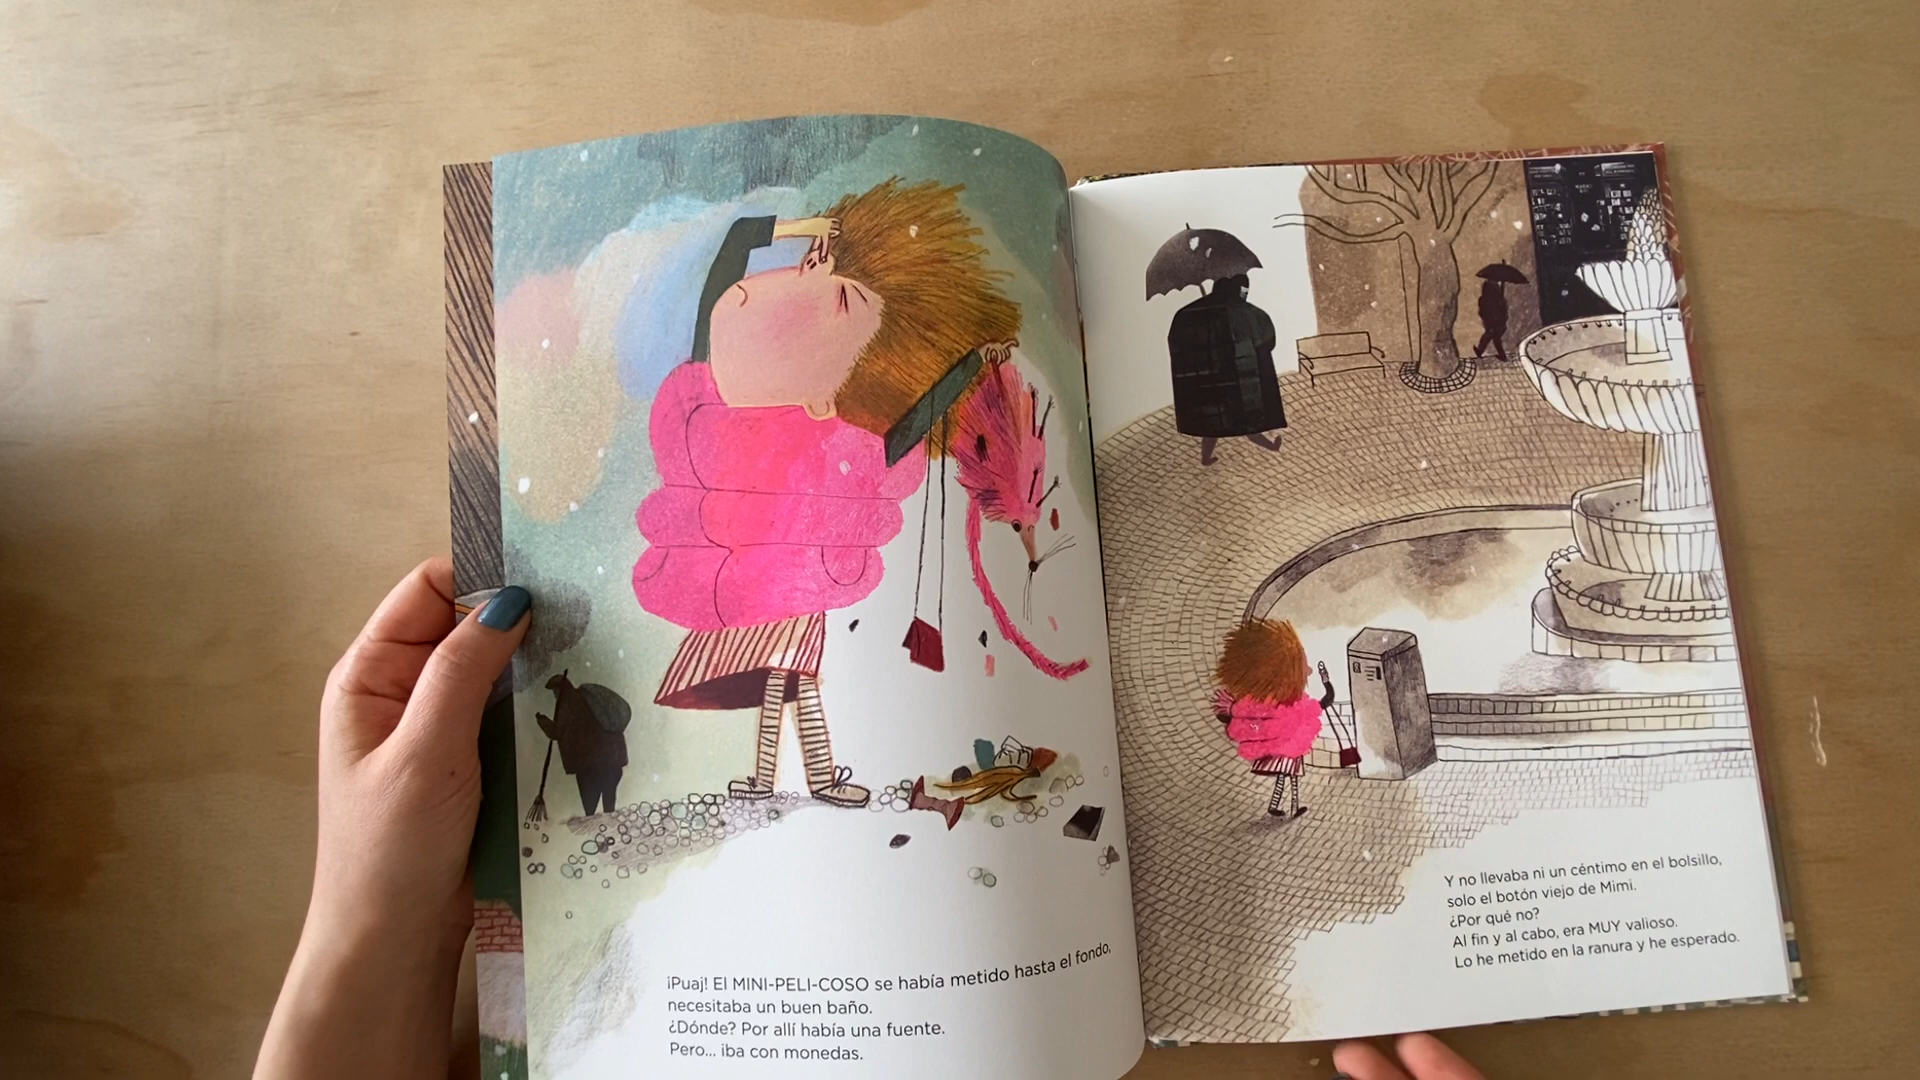 ¡Puaj! El MINI-PELI-COSO se había metido hasta el fondo,
necesitaba un buen baño.
¿Dónde? Por allí había una fuente.
Pero... iba con monedas.
Y no llevaba ni un céntimo en el bolsillo,
solo el botón viejo de Mimi.
¿Por qué no?
Al fin y al cabo, era MUY valioso.
Lo he metido en la ranura y he esperado.